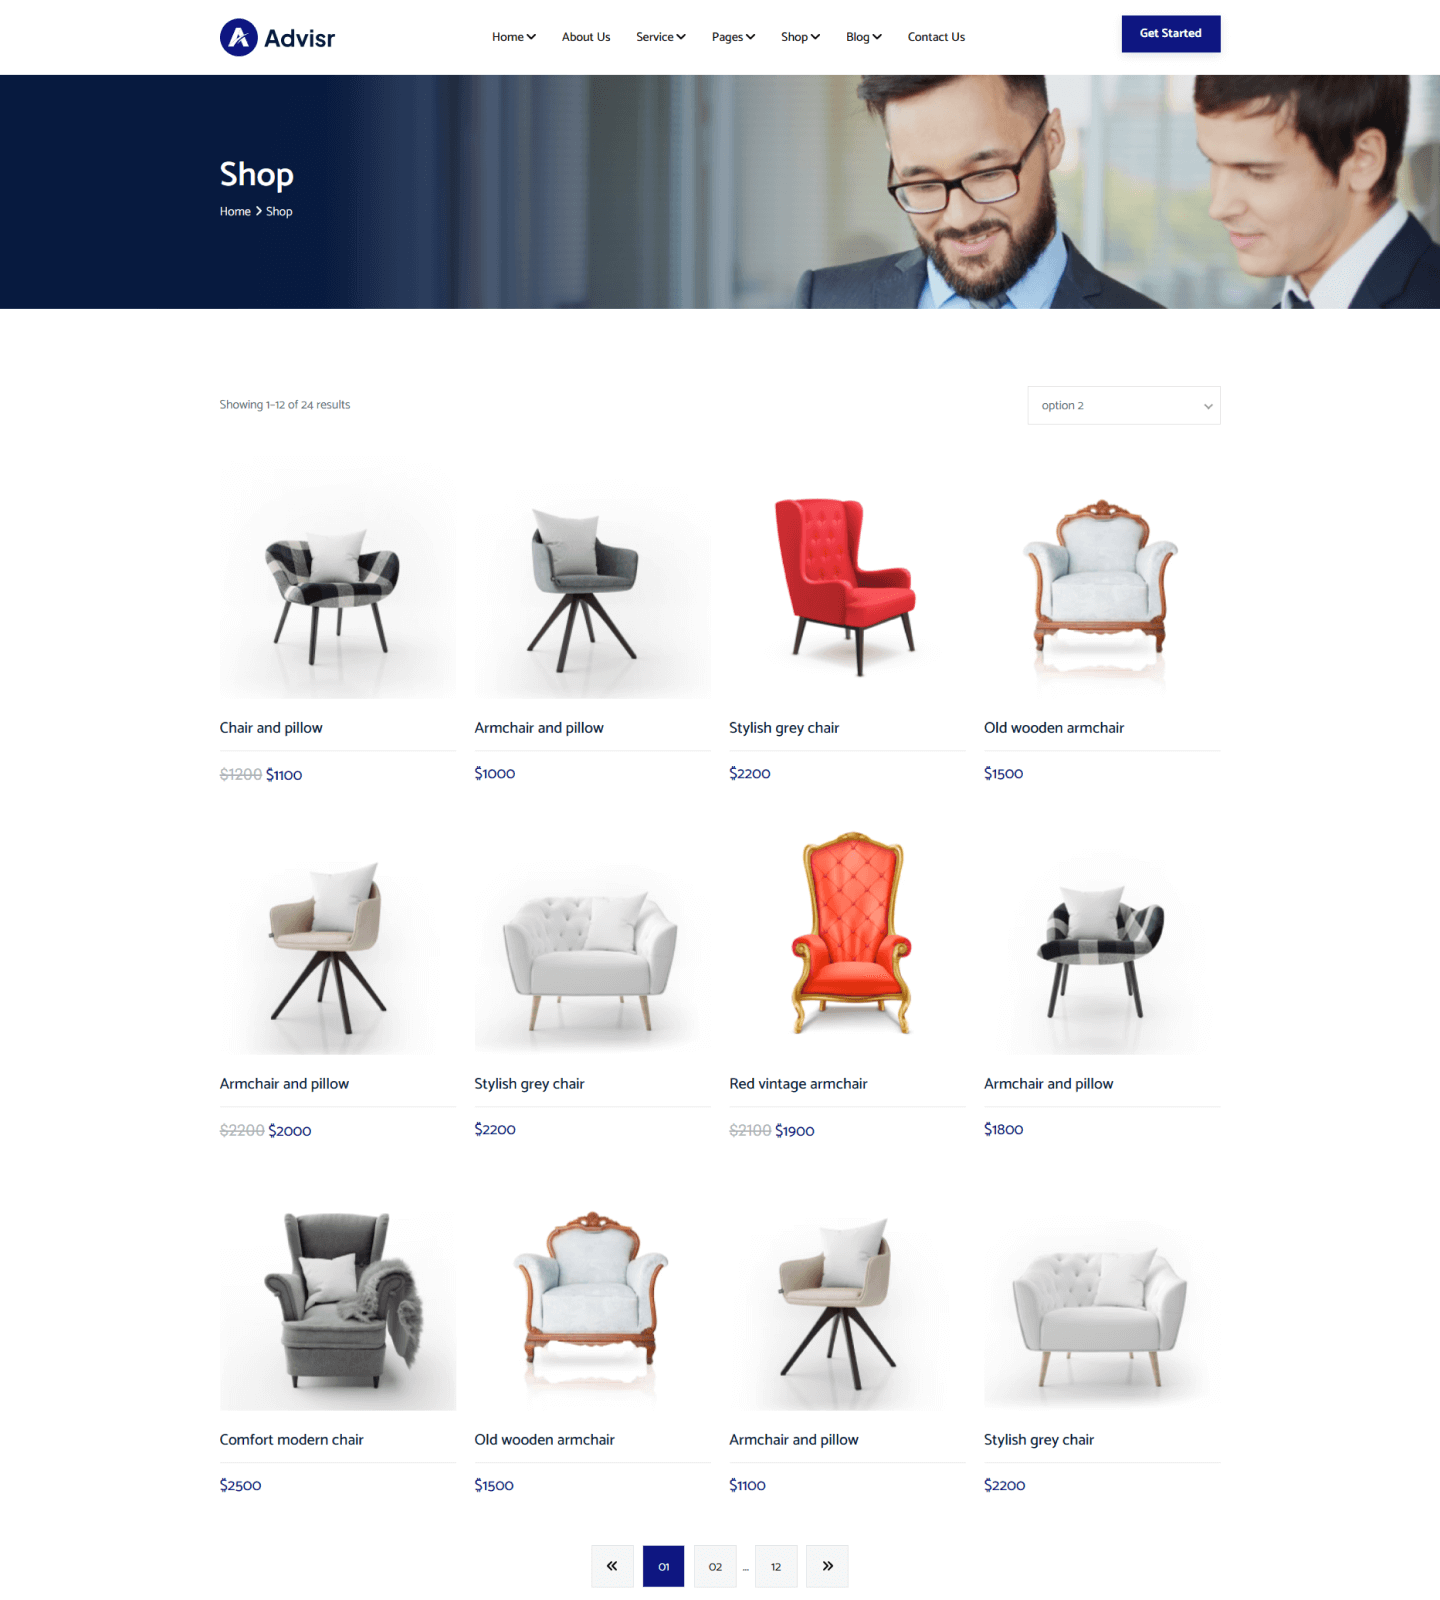 Advisr
Home About Us Service Pages Shop Blog Contact Us
Get Started
Shop
Home Shop
Showing 1–12 of 24 results
option 2
Chair and pillow
$1200 $1100
Armchair and pillow
$1000
Stylish grey chair
$2200
Old wooden armchair
$1500
Armchair and pillow
$2200 $2000
Stylish grey chair
$2200
Red vintage armchair
$2100 $1900
Armchair and pillow
$1800
Comfort modern chair
$2500
Old wooden armchair
$1500
Armchair and pillow
$1100
Stylish grey chair
$2200
« 01 02 ... 12 »